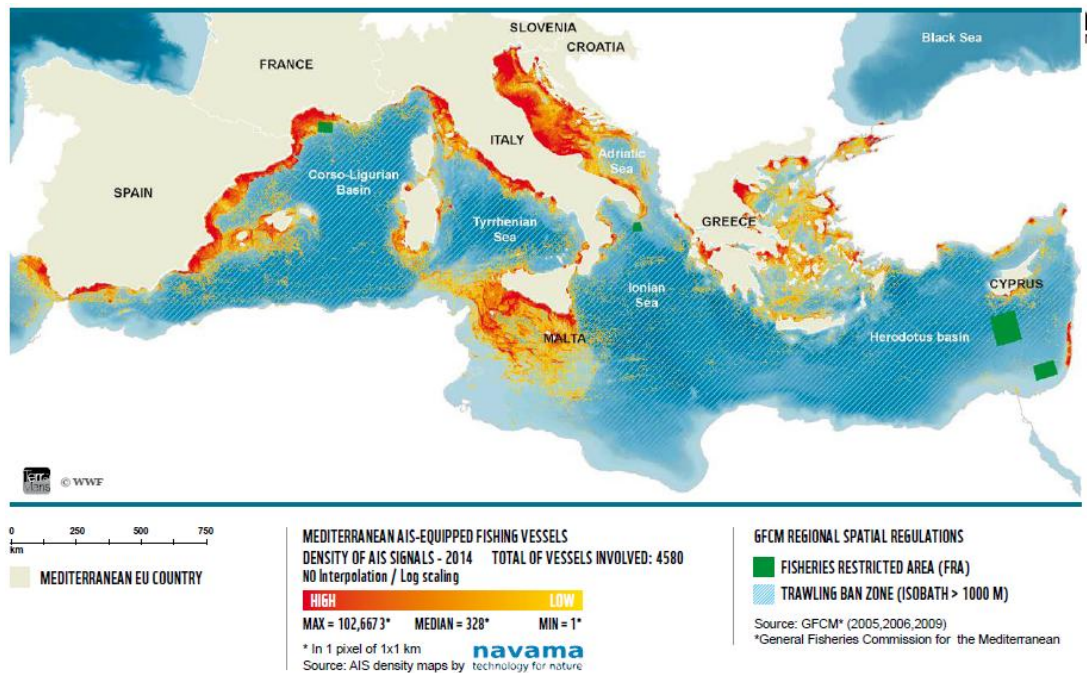 SLOVENIA
CROATIA
Black Sea
FRANCE
ITALY
Adriatic
Sea
Corso-Ligurian
Basin
SPAIN
Tyrrhenian
Sea
GREECE
Ionian
Sea
CYPRUS
MALTA
Herodotus basin
© WWF
0 250 500 750
km
MEDITERRANEAN EU COUNTRY
MEDITERRANEAN AIS-EQUIPPED FISHING VESSELS
DENSITY OF AIS SIGNALS - 2014 TOTAL OF VESSELS INVOLVED: 4580
NO Interpolation / Log scaling
HIGH LOW
MAX = 102,6673* MEDIAN = 328* MIN = 1*
* In 1 pixel of 1x1 km
Source: AIS density maps by navama
technology for nature
GFCM REGIONAL SPATIAL REGULATIONS
FISHERIES RESTRICTED AREA (FRA)
TRAWLING BAN ZONE (ISOBATH > 1000 M)
Source: GFCM* (2005,2006,2009)
*General Fisheries Commission for the Mediterranean